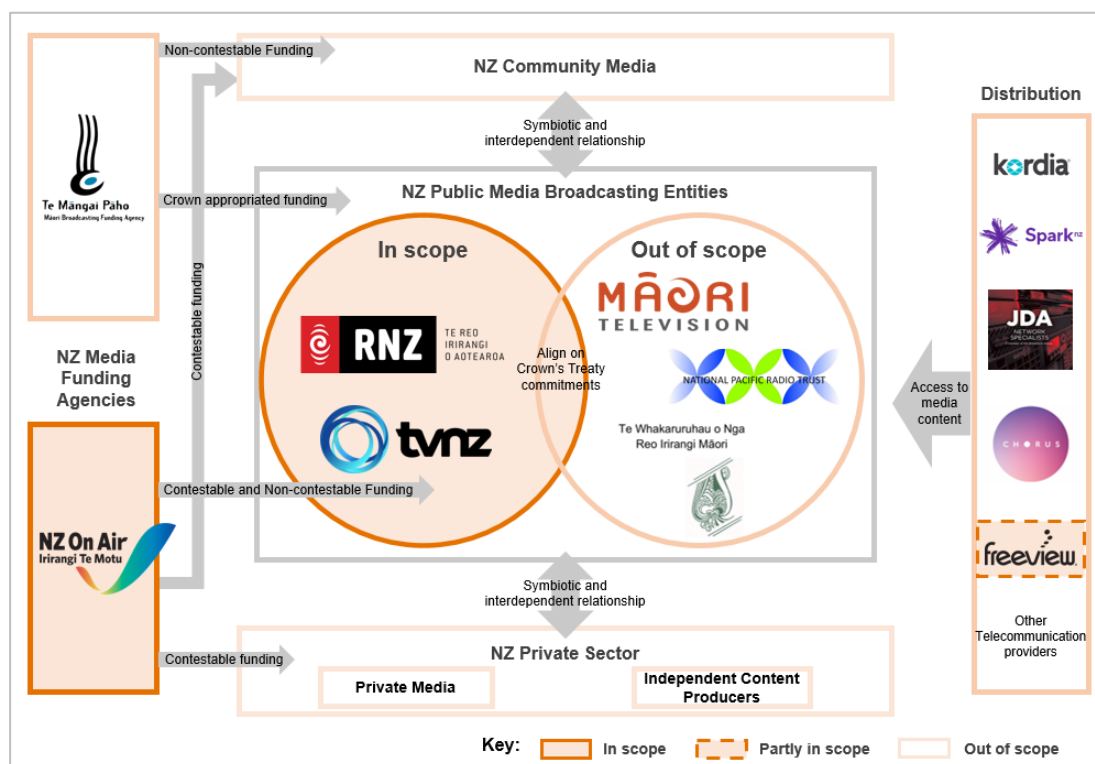 Non-contestable Funding
NZ Community Media
Distribution
Te Māngai Pāho
Māori Broadcasting Funding Agency
Symbiotic and
interdependent relationship
kordia
Crown appropriated funding
NZ Public Media Broadcasting Entities
Spark nz
In scope
Out of scope
MĀORI
TELEVISION
JDA
NETWORK
SPECIALISTS
RNZ
TE REO
IRIRANGI
O AOTEAROA
Contestable funding
NZ Media
Funding
Agencies
Align on
Crown's Treaty
commitments
NATIONAL PACIFIC RADIO TRUST
Access to
media
content
CHORUS
Te Whakaruruhau o Nga
Reo Irirangi Māori
tvnz
Contestable and Non-contestable Funding
NZ On Air
Irirangi Te Motu
freeview
Symbiotic and
interdependent relationship
Other
Telecommunication
providers
NZ Private Sector
Contestable funding
Private Media
Independent Content
Producers
Key:
In scope
Partly in scope
Out of scope